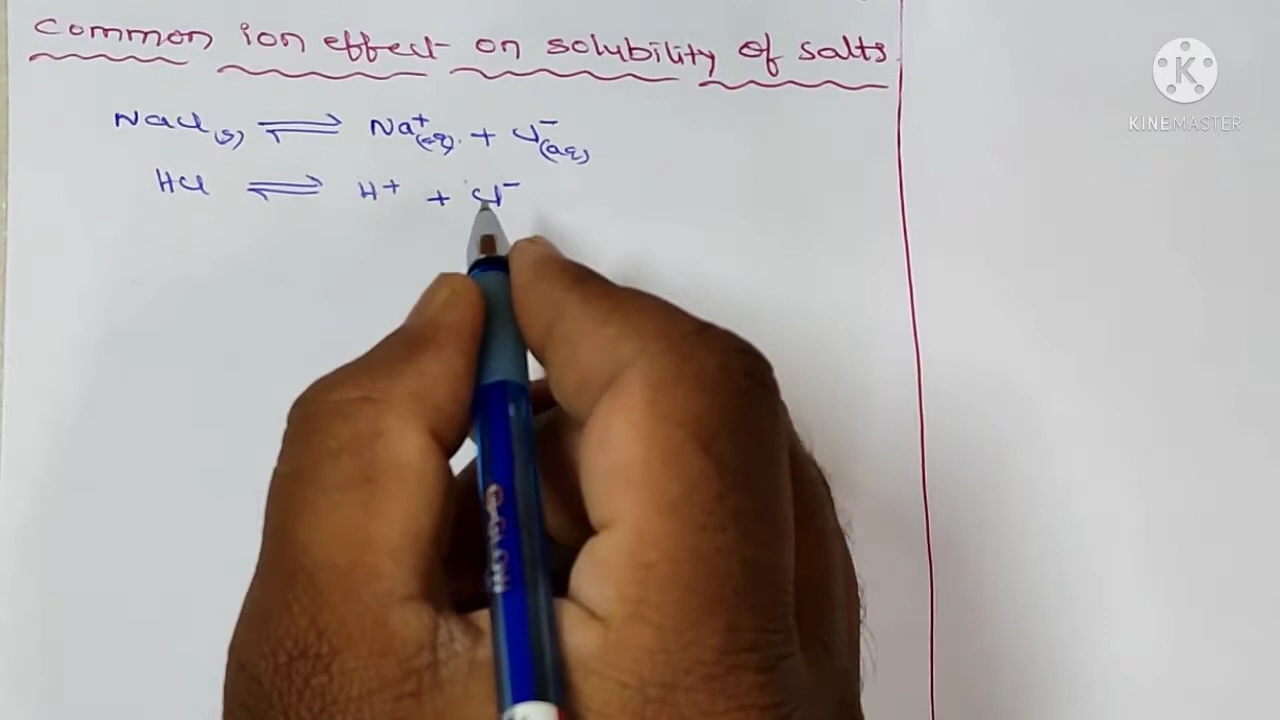 Common ion effect on solubility of salts
NaCl(s) ⇌ Na⁺(aq) + Cl⁻(aq)
HCl ⇌ H⁺ + Cl⁻
KINEMASTER